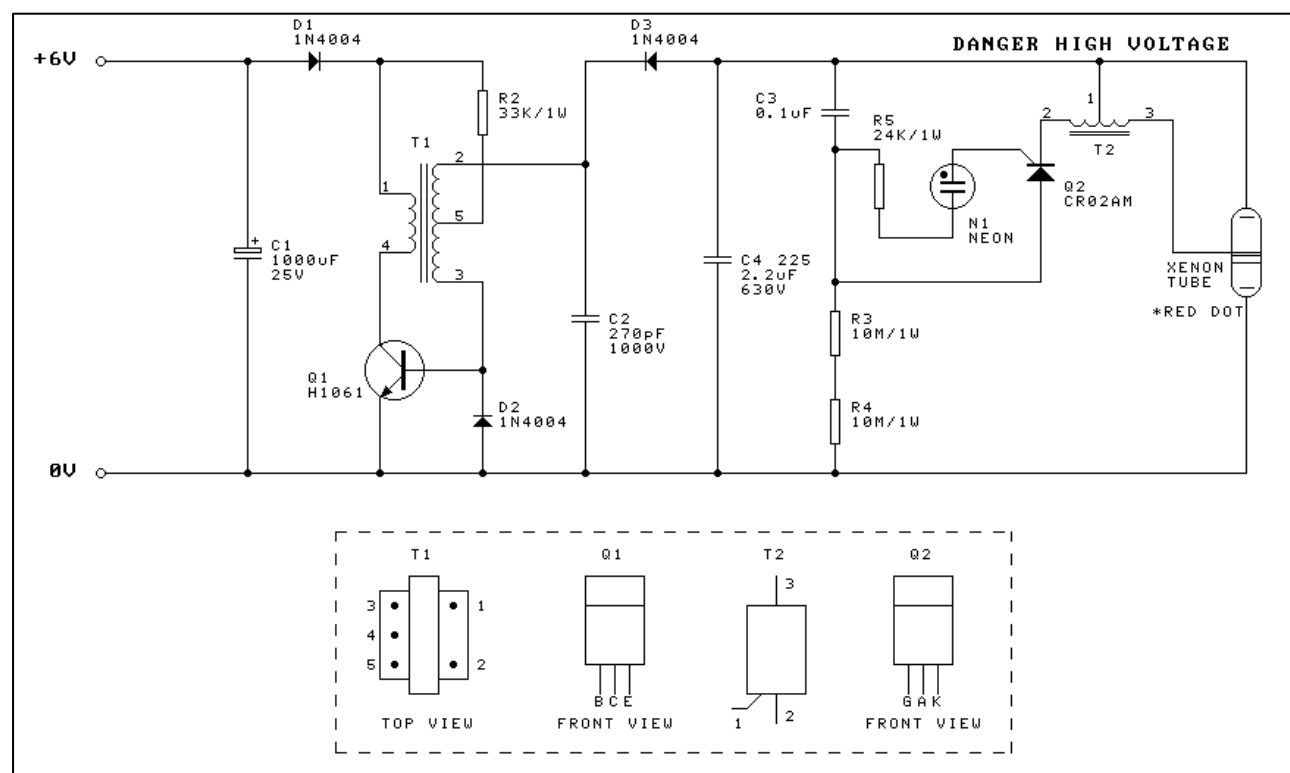 D1
1N4004
D3
1N4004
DANGER HIGH VOLTAGE
+6V
R2
33K/1W
C3
0.1uF
R5
24K/1W
1
2
3
T2
T1
2
1
5
4
3
Q2
CR02AM
N1
NEON
+
C1
1000uF
25V
C4 225
2.2uF
630V
XENON
TUBE
*RED DOT
C2
270pF
1000V
R3
10M/1W
Q1
H1061
D2
1N4004
R4
10M/1W
0V
T1
Q1
T2
Q2
3
1
4
5
2
TOP VIEW
B C E
FRONT VIEW
3
1
2
G A K
FRONT VIEW